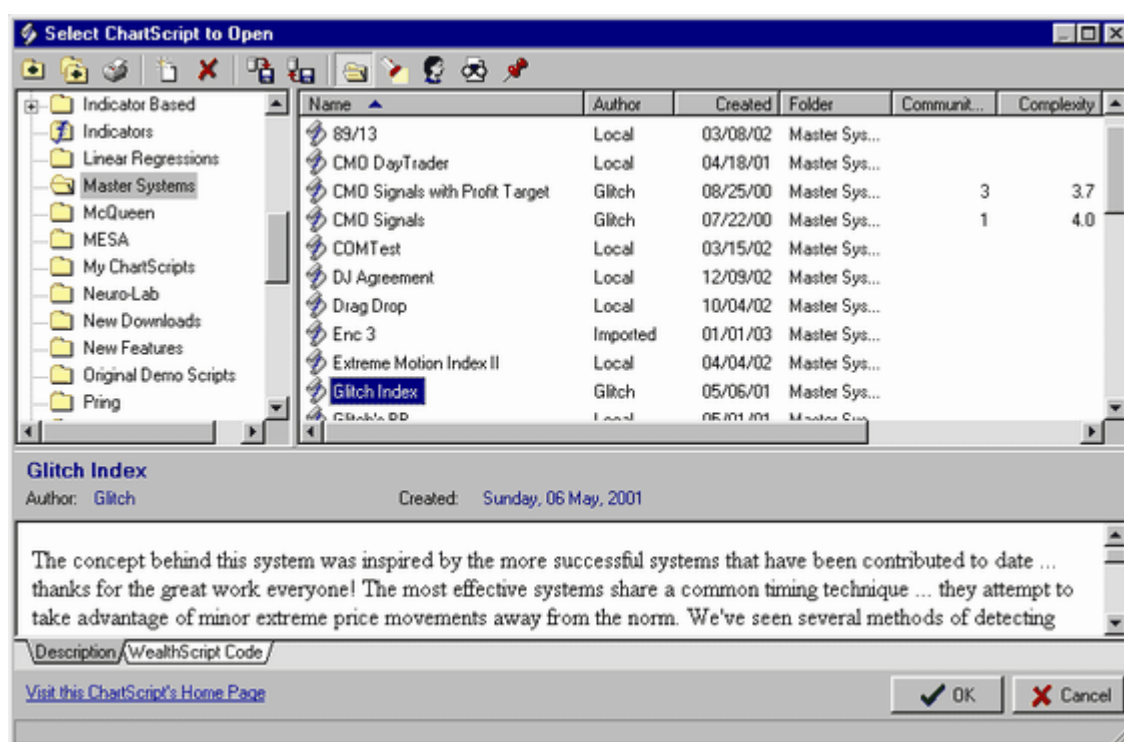 Select ChartScript to Open
Indicator Based
Indicators
Linear Regressions
Master Systems
McQueen
MESA
My ChartScripts
Neuro-Lab
New Downloads
New Features
Original Demo Scripts
Pring
Name Author Created Folder Communit... Complexity
89/13 Local 03/08/02 Master Sys...
CMO DayTrader Local 04/18/01 Master Sys...
CMO Signals with Profit Target Glitch 08/25/00 Master Sys... 3 3.7
CMO Signals Glitch 07/22/00 Master Sys... 1 4.0
COMTest Local 03/15/02 Master Sys...
DJ Agreement Local 12/09/02 Master Sys...
Drag Drop Local 10/04/02 Master Sys...
Enc 3 Imported 01/01/03 Master Sys...
Extreme Motion Index II Local 04/04/02 Master Sys...
Glitch Index Glitch 05/06/01 Master Sys...
Glitch Index
Author: Glitch Created: Sunday, 06 May, 2001
The concept behind this system was inspired by the more successful systems that have been contributed to date ...
thanks for the great work everyone! The most effective systems share a common timing technique ... they attempt to
take advantage of minor extreme price movements away from the norm. We've seen several methods of detecting
Description WealthScript Code
Visit this ChartScript's Home Page
OK Cancel